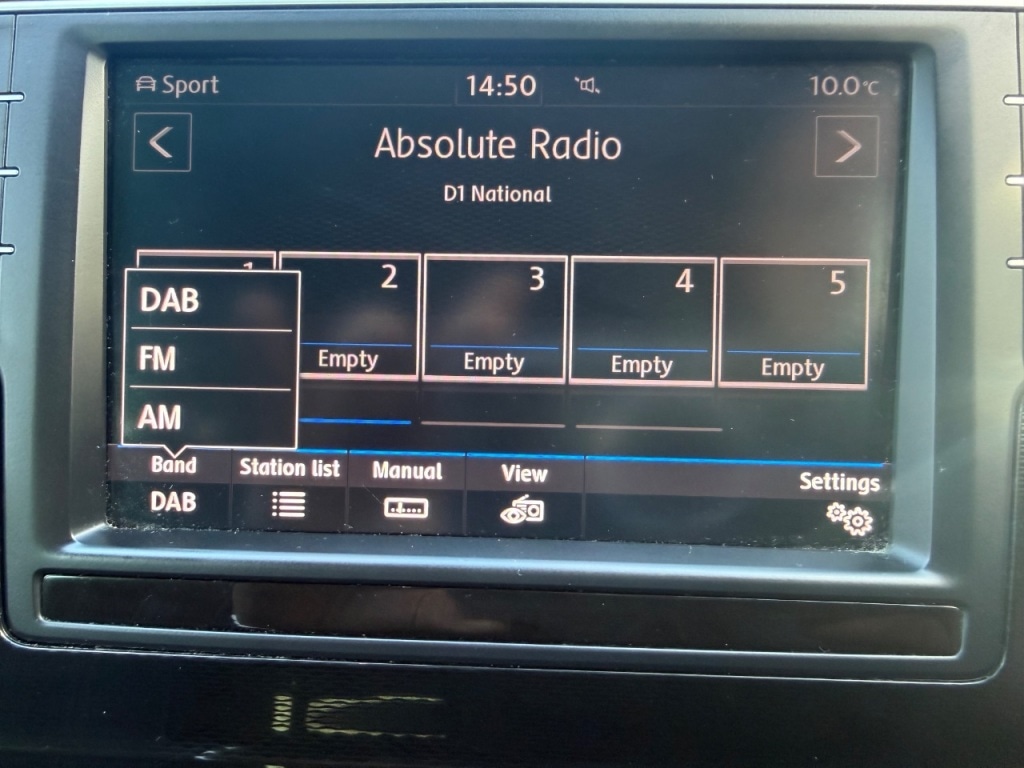 Sport 14:50 10.0°C
Absolute Radio
D1 National
1 2 3 4 5
Empty Empty Empty Empty
DAB
FM
AM
Band Station list Manual View Settings
DAB